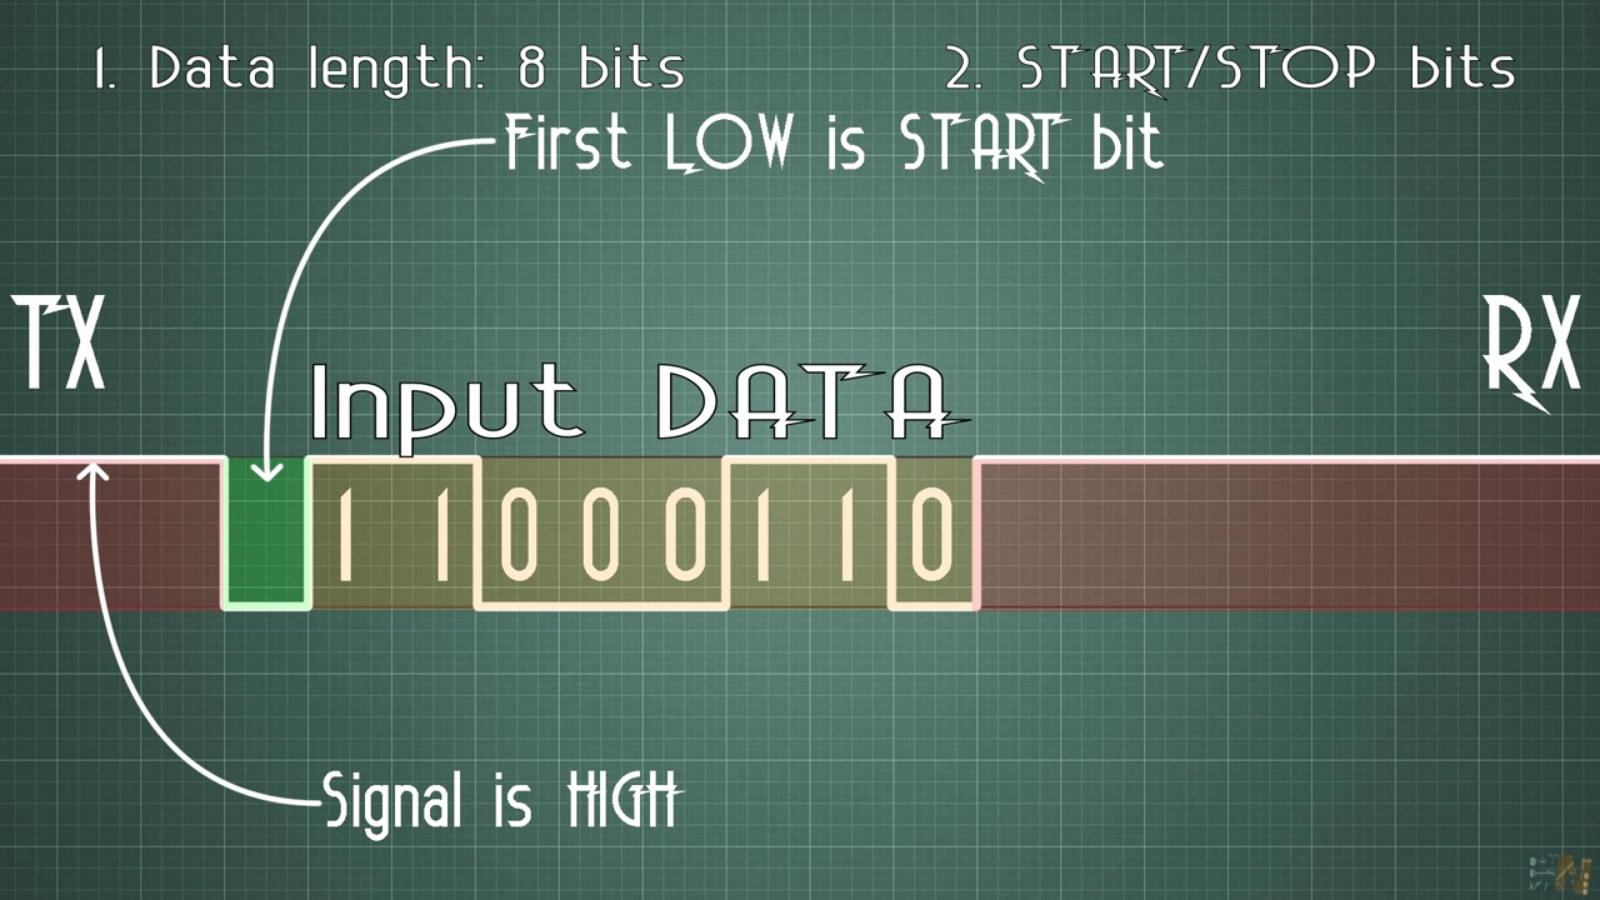 1. Data length: 8 bits
2. START/STOP bits
First LOW is START bit
TX
RX
Input DATA
1 1 0 0 0 1 1 0
Signal is HIGH